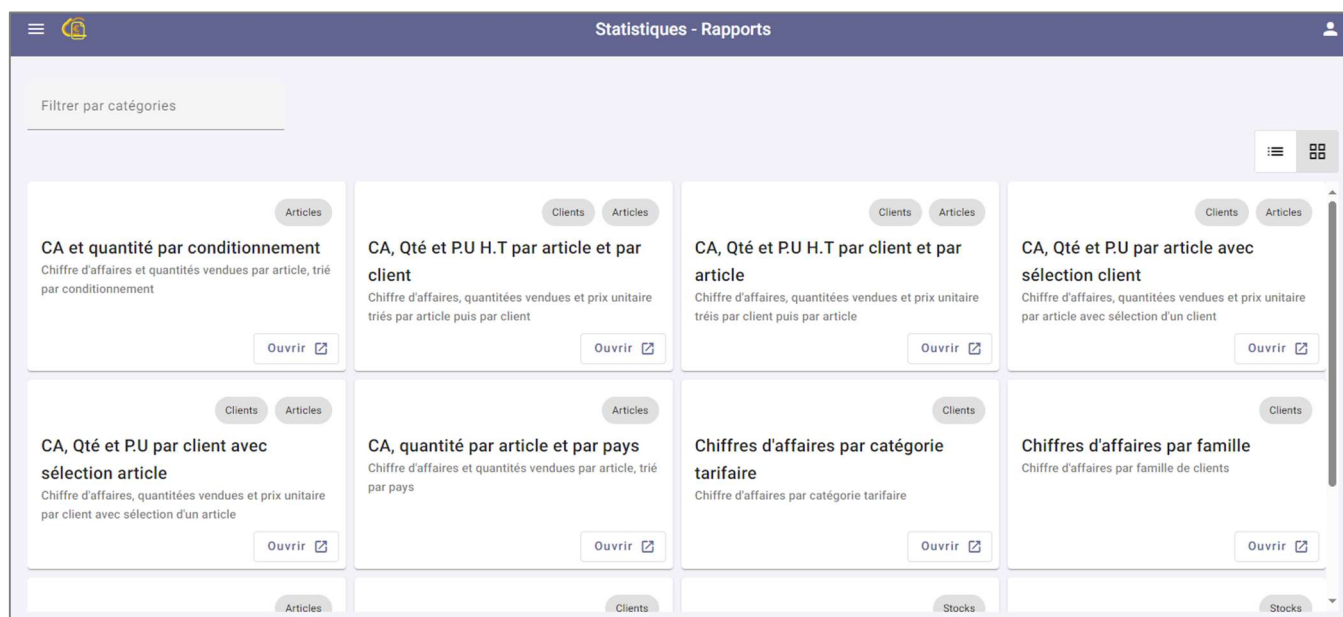 Statistiques - Rapports
Filtrer par catégories
Articles
CA et quantité par conditionnement
Chiffre d'affaires et quantités vendues par article, trié
par conditionnement
Ouvrir
Clients Articles
CA, Qté et P.U H.T par article et par
client
Chiffre d'affaires, quantitées vendues et prix unitaire
triés par article puis par client
Ouvrir
Clients Articles
CA, Qté et P.U H.T par client et par
article
Chiffre d'affaires, quantitées vendues et prix unitaire
tréis par client puis par article
Ouvrir
Clients Articles
CA, Qté et P.U par article avec
sélection client
Chiffre d'affaires, quantitées vendues et prix unitaire
par article avec sélection d'un client
Ouvrir
Clients Articles
CA, Qté et P.U par client avec
sélection article
Chiffre d'affaires, quantitées vendues et prix unitaire
par client avec sélection d'un article
Ouvrir
Articles
CA, quantité par article et par pays
Chiffre d'affaires et quantités vendues par article, trié
par pays
Ouvrir
Clients
Chiffres d'affaires par catégorie
tarifaire
Chiffre d'affaires par catégorie tarifaire
Ouvrir
Clients
Chiffres d'affaires par famille
Chiffre d'affaires par famille de clients
Ouvrir
Articles
Clients
Stocks
Stocks